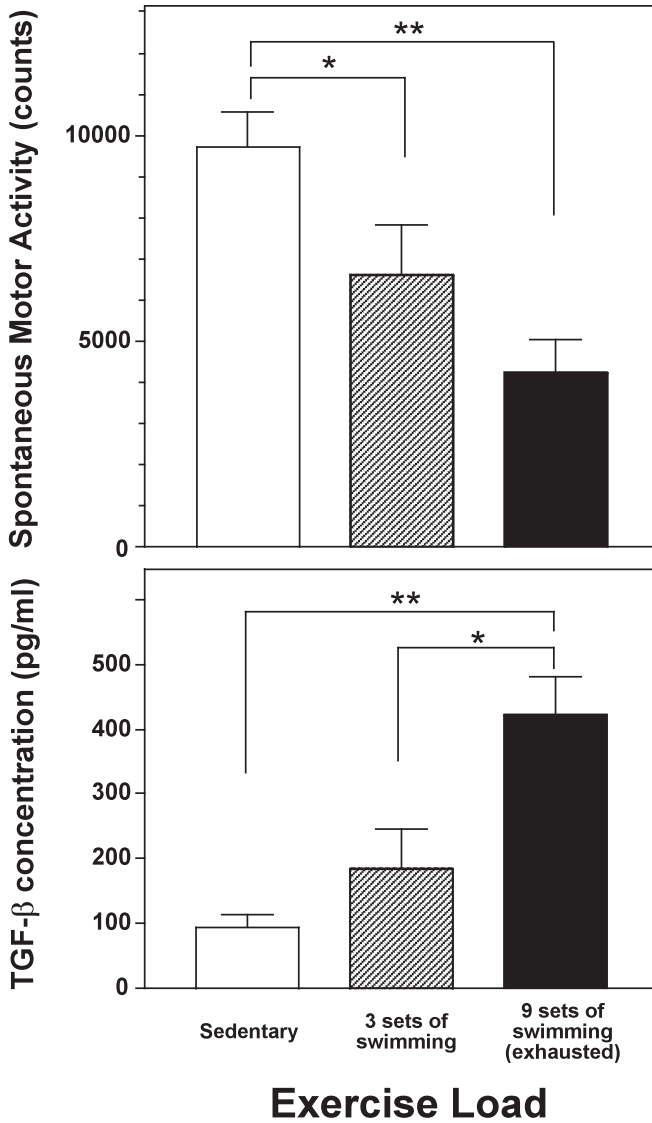 Spontaneous Motor Activity (counts)
**
*
10000
5000
0
TGF-β concentration (pg/ml)
**
*
500
400
300
200
100
0
Sedentary
3 sets of
swimming
9 sets of
swimming
(exhausted)
Exercise Load